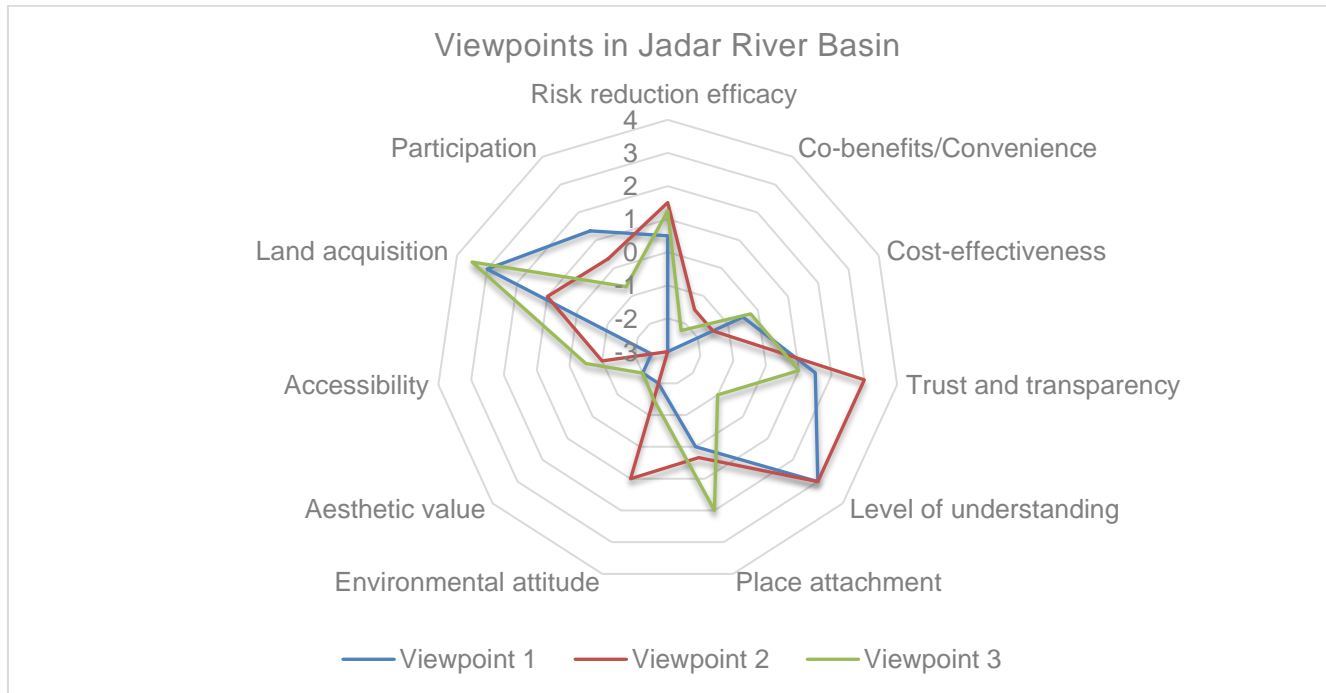 Viewpoints in Jadar River Basin
Risk reduction efficacy
Co-benefits/Convenience
Cost-effectiveness
Trust and transparency
Level of understanding
Place attachment
Environmental attitude
Aesthetic value
Accessibility
Land acquisition
Participation
4
3
2
1
0
-1
-2
-3
Viewpoint 1
Viewpoint 2
Viewpoint 3